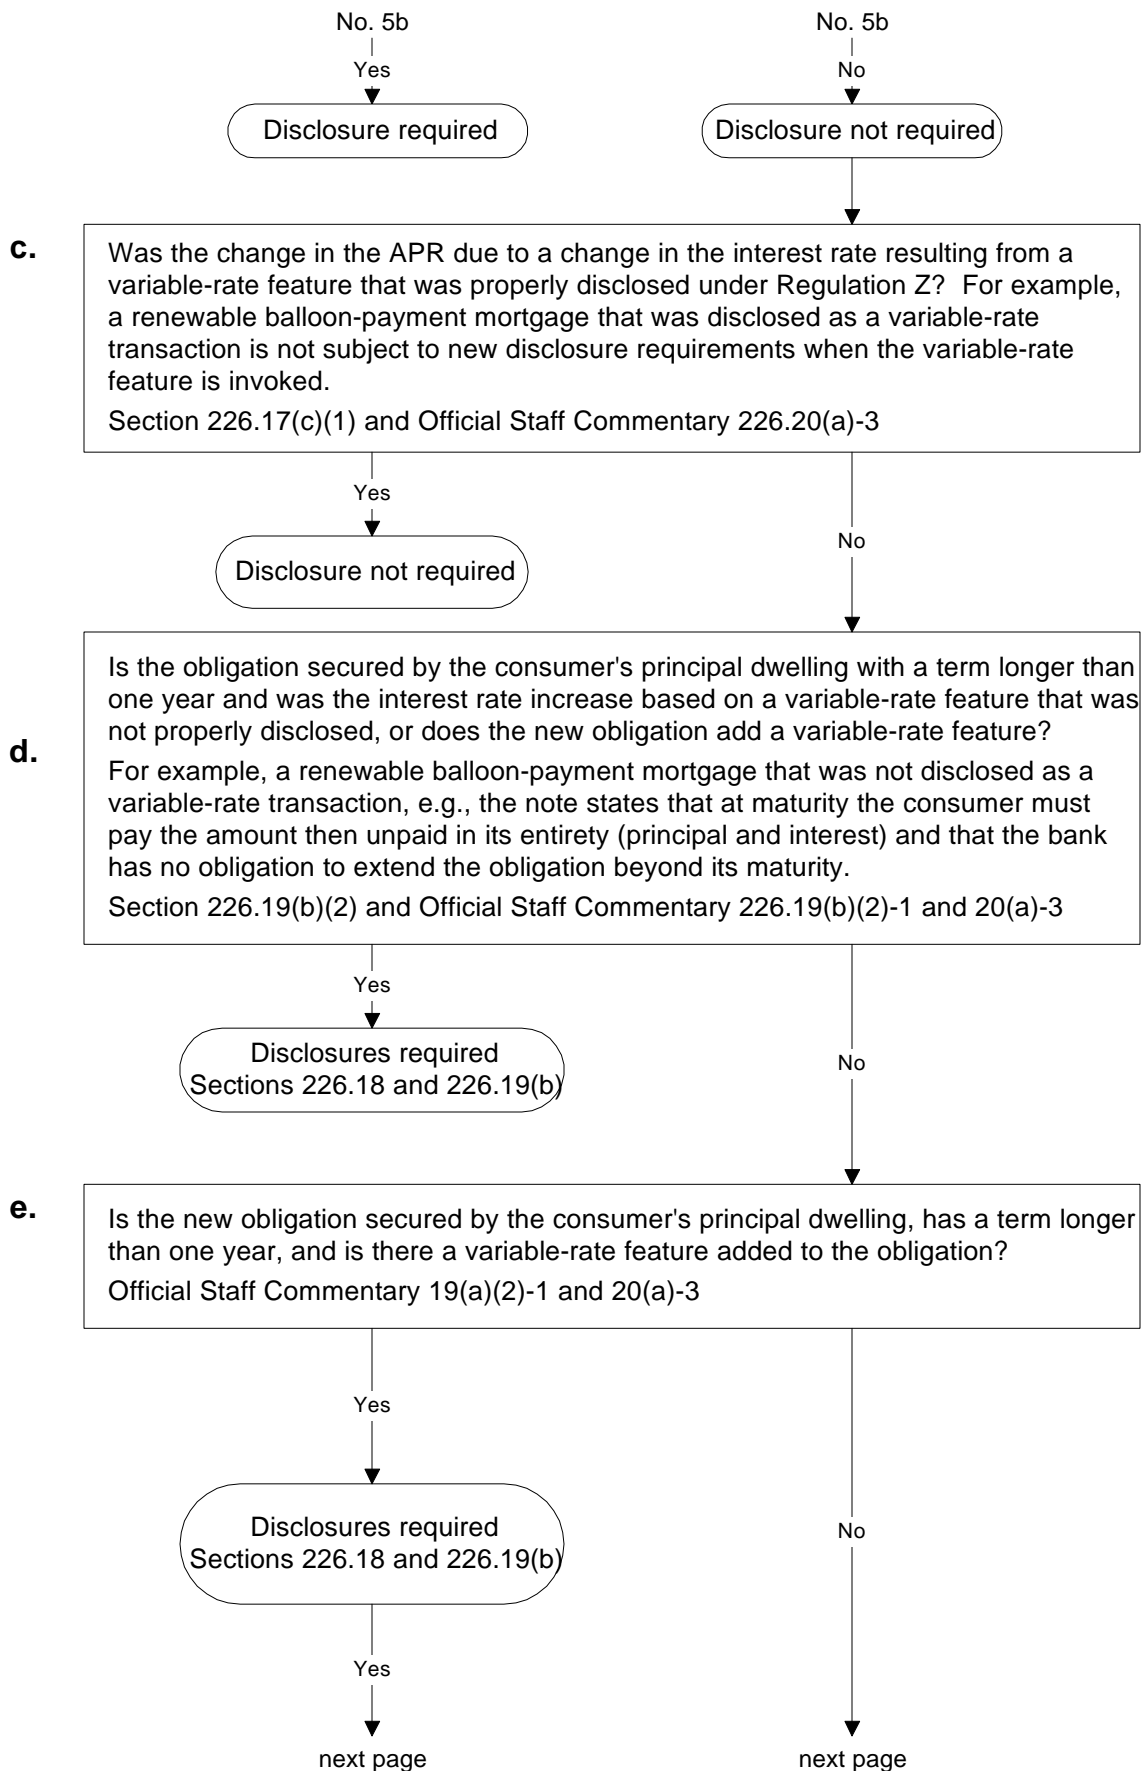 No. 5b
No. 5b
Yes
No
Disclosure required
Disclosure not required
c.
Was the change in the APR due to a change in the interest rate resulting from a
variable-rate feature that was properly disclosed under Regulation Z?  For example,
a renewable balloon-payment mortgage that was disclosed as a variable-rate
transaction is not subject to new disclosure requirements when the variable-rate
feature is invoked.
Section 226.17(c)(1) and Official Staff Commentary 226.20(a)-3
Yes
No
Disclosure not required
d.
Is the obligation secured by the consumer's principal dwelling with a term longer than
one year and was the interest rate increase based on a variable-rate feature that was
not properly disclosed, or does the new obligation add a variable-rate feature?
For example, a renewable balloon-payment mortgage that was not disclosed as a
variable-rate transaction, e.g., the note states that at maturity the consumer must
pay the amount then unpaid in its entirety (principal and interest) and that the bank
has no obligation to extend the obligation beyond its maturity.
Section 226.19(b)(2) and Official Staff Commentary 226.19(b)(2)-1 and 20(a)-3
Yes
No
Disclosures required
Sections 226.18 and 226.19(b)
e.
Is the new obligation secured by the consumer's principal dwelling, has a term longer
than one year, and is there a variable-rate feature added to the obligation?
Official Staff Commentary 19(a)(2)-1 and 20(a)-3
Yes
No
Disclosures required
Sections 226.18 and 226.19(b)
Yes
next page
next page